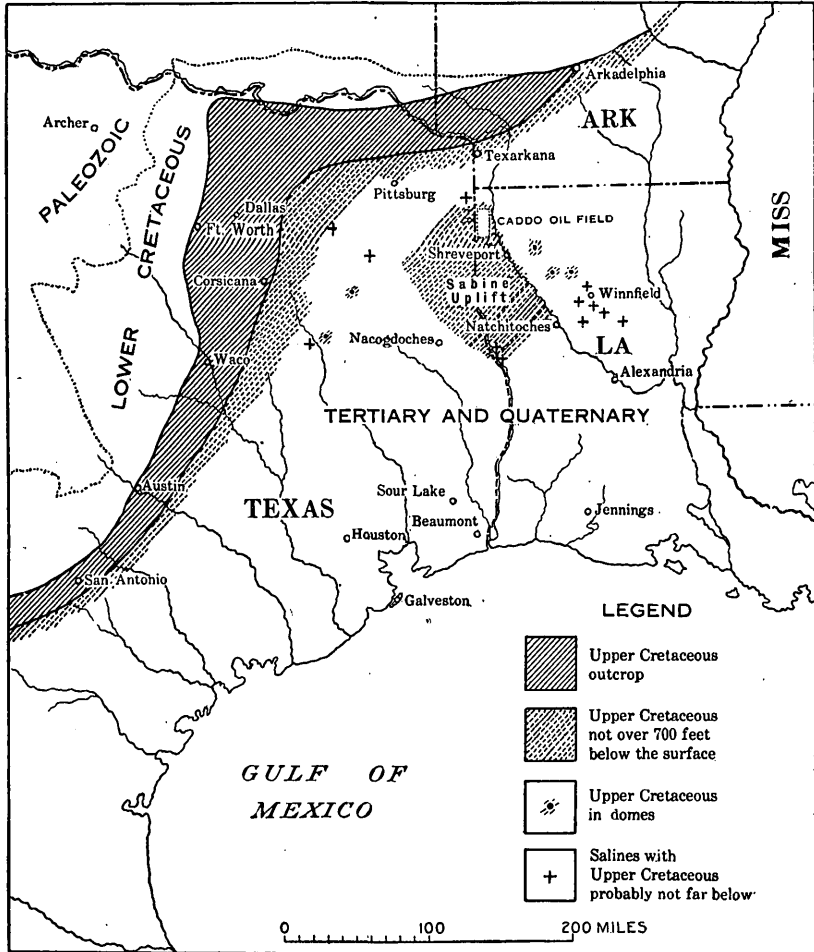 Arkadelphia
ARK
Archer
PALEOZOIC
CRETACEOUS
LOWER
Texarkana
Pittsburg
Dallas
Ft. Worth
CADDO OIL FIELD
MISS
Shreveport
Corsicana
Sabine
Uplift
Winnfield
Natchitoches
Nacogdoches
LA
Waco
Alexandria
TERTIARY AND QUATERNARY
Austin
TEXAS
Sour Lake
Beaumont
Jennings
Houston
San Antonio
Galveston
LEGEND
Upper Cretaceous
outcrop
Upper Cretaceous
not over 700 feet
below the surface
GULF OF
MEXICO
Upper Cretaceous
in domes
Salines with
Upper Cretaceous
probably not far below
0 100 200 MILES